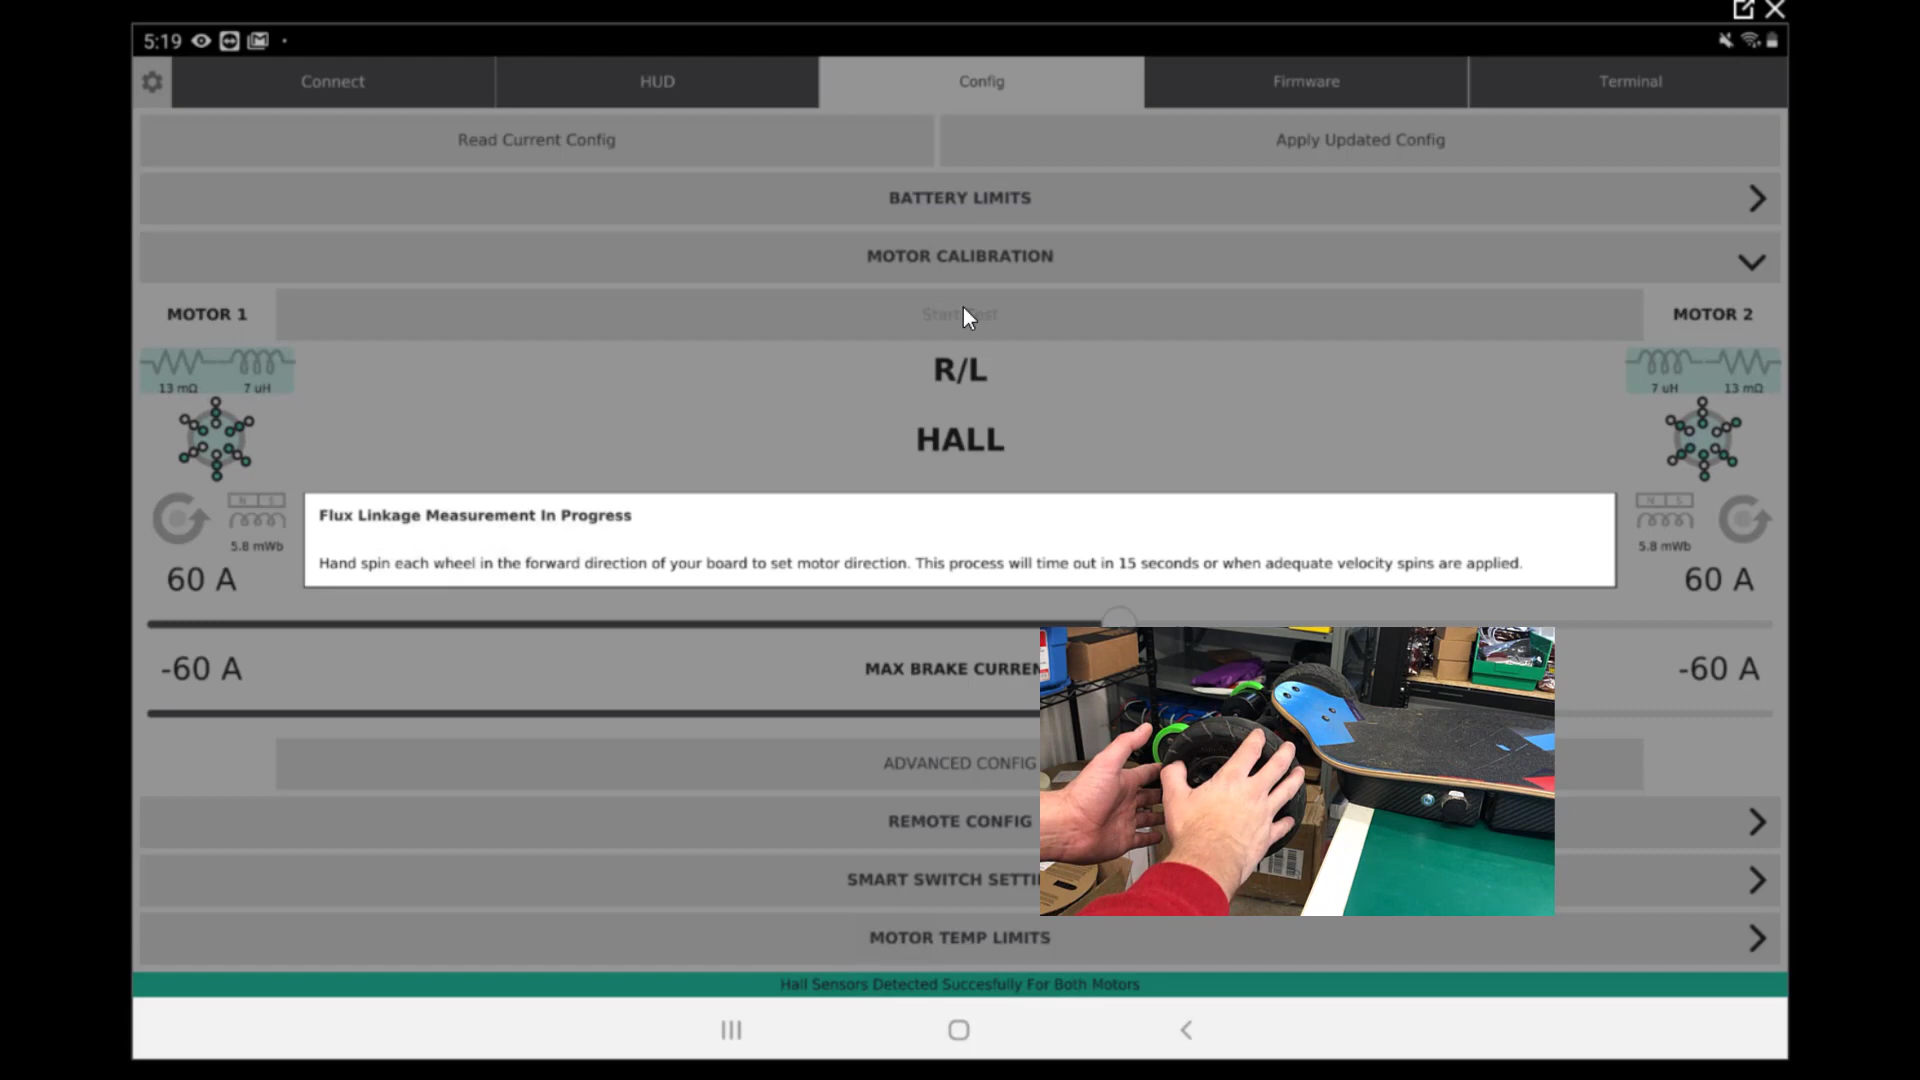 5:19
Connect
HUD
Config
Firmware
Terminal
Read Current Config
Apply Updated Config
BATTERY LIMITS
MOTOR CALIBRATION
MOTOR 1
MOTOR 2
13 mΩ 7 uH
R/L
7 uH 13 mΩ
HALL
N S
N S
5.8 mWb
5.8 mWb
Flux Linkage Measurement In Progress
Hand spin each wheel in the forward direction of your board to set motor direction. This process will time out in 15 seconds or when adequate velocity spins are applied.
60 A
60 A
-60 A
MAX BRAKE CURREN
-60 A
ADVANCED CONFIG
REMOTE CONFIG
SMART SWITCH SETTI
MOTOR TEMP LIMITS
Hall Sensors Detected Succesfully For Both Motors